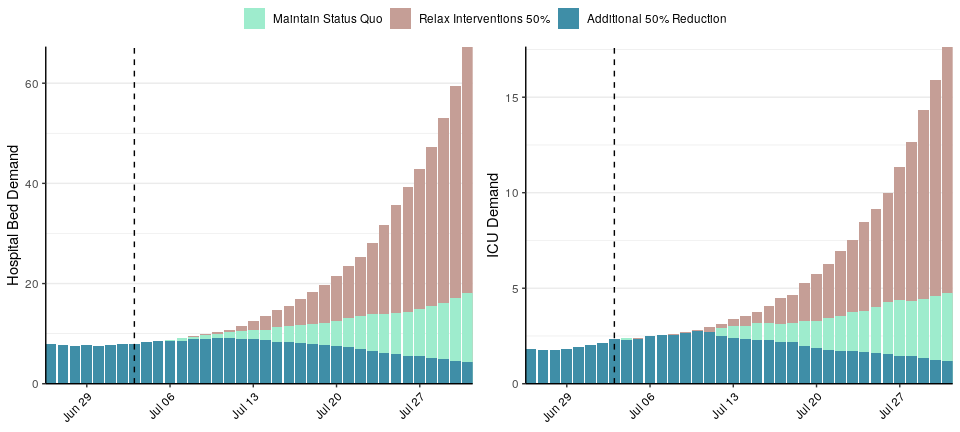 Maintain Status Quo Relax Interventions 50% Additional 50% Reduction
Hospital Bed Demand
60
40
20
0
Jun 29 Jul 06 Jul 13 Jul 20 Jul 27
ICU Demand
15
10
5
0
Jun 29 Jul 06 Jul 13 Jul 20 Jul 27